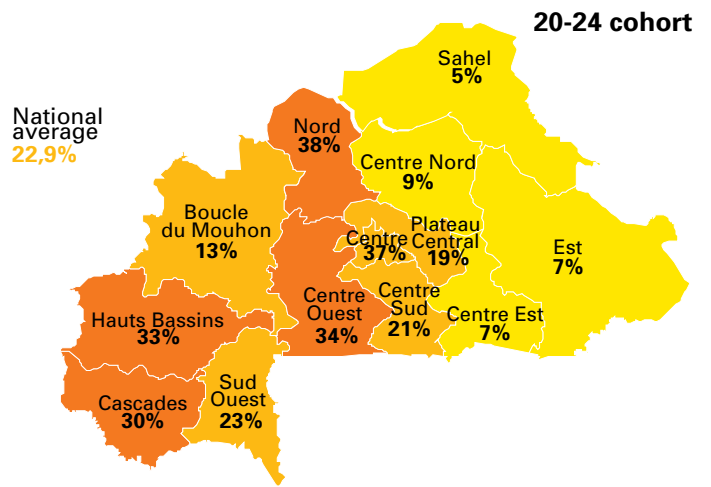 20-24 cohort
National
average
22,9%
Sahel
5%
Nord
38%
Centre Nord
9%
Boucle
du Mouhon
13%
Centre
37%
Plateau
Central
19%
Est
7%
Hauts Bassins
33%
Centre
Ouest
34%
Centre
Sud
21%
Centre Est
7%
Cascades
30%
Sud
Ouest
23%